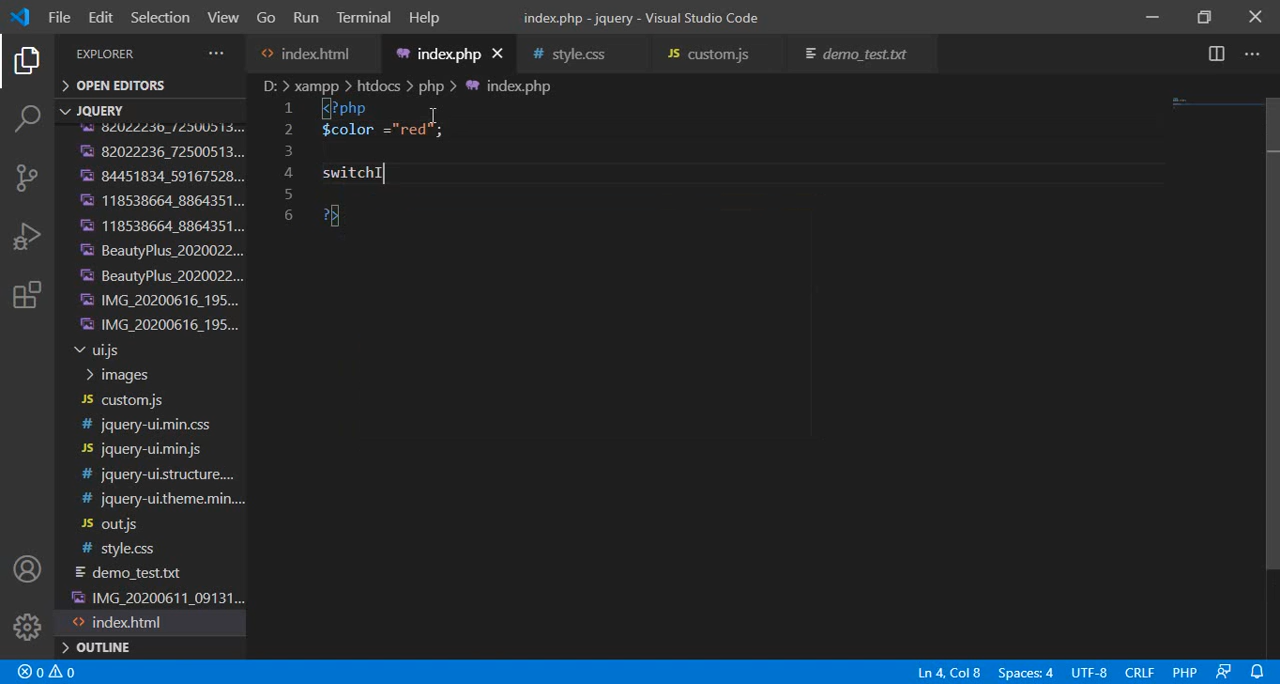 File Edit Selection View Go Run Terminal Help index.php - jquery - Visual Studio Code
EXPLORER ...
index.html index.php style.css custom.js demo_test.txt
OPEN EDITORS
D: > xampp > htdocs > php > index.php
JQUERY
82022236_72500513...
82022236_72500513...
84451834_59167528...
118538664_8864351...
118538664_8864351...
BeautyPlus_2020022...
BeautyPlus_2020022...
IMG_20200616_195...
IMG_20200616_195...
ui.js
images
custom.js
jquery-ui.min.css
jquery-ui.min.js
jquery-ui.structure....
jquery-ui.theme.min....
out.js
style.css
demo_test.txt
IMG_20200611_09131...
index.html
OUTLINE
1 <?php
2 $color ="red";
3
4 switchI
5
6 ?>
0 0 Ln 4, Col 8 Spaces: 4 UTF-8 CRLF PHP